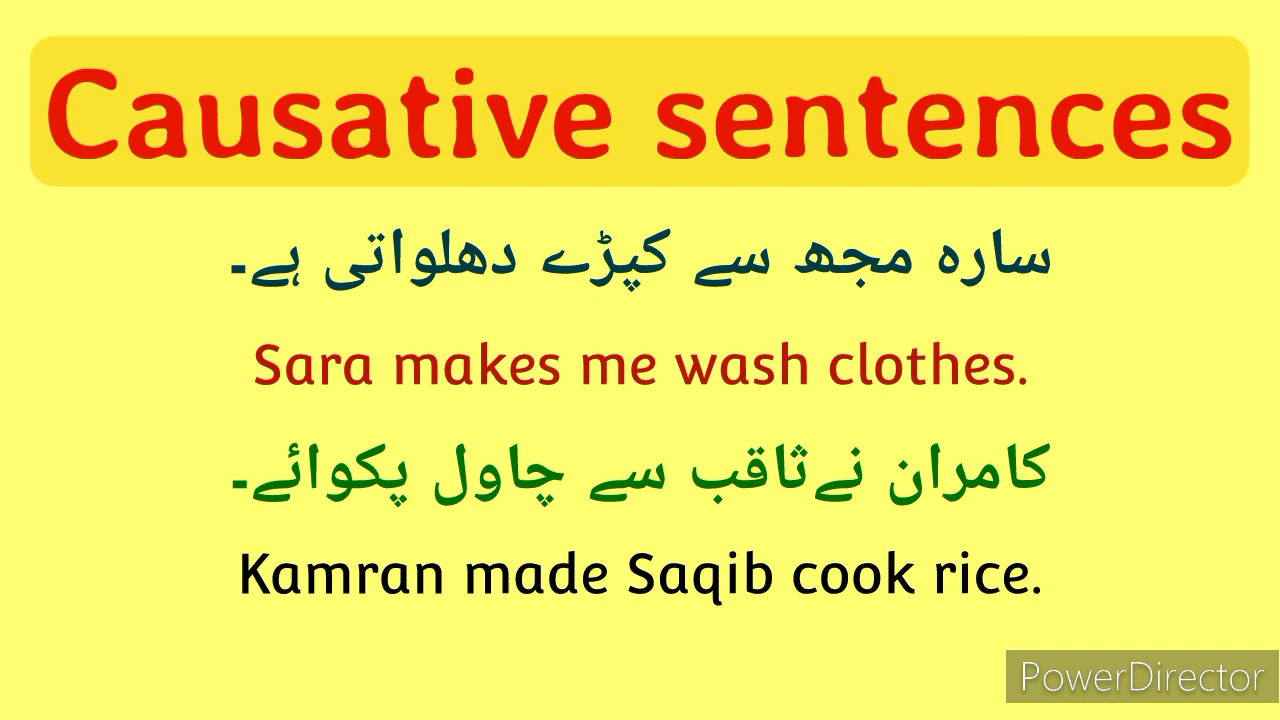 Causative sentences
سارہ مجھ سے کپڑے دھلواتی ہے۔
Sara makes me wash clothes.
کامران نےثاقب سے چاول پکوائے۔
Kamran made Saqib cook rice.
PowerDirector